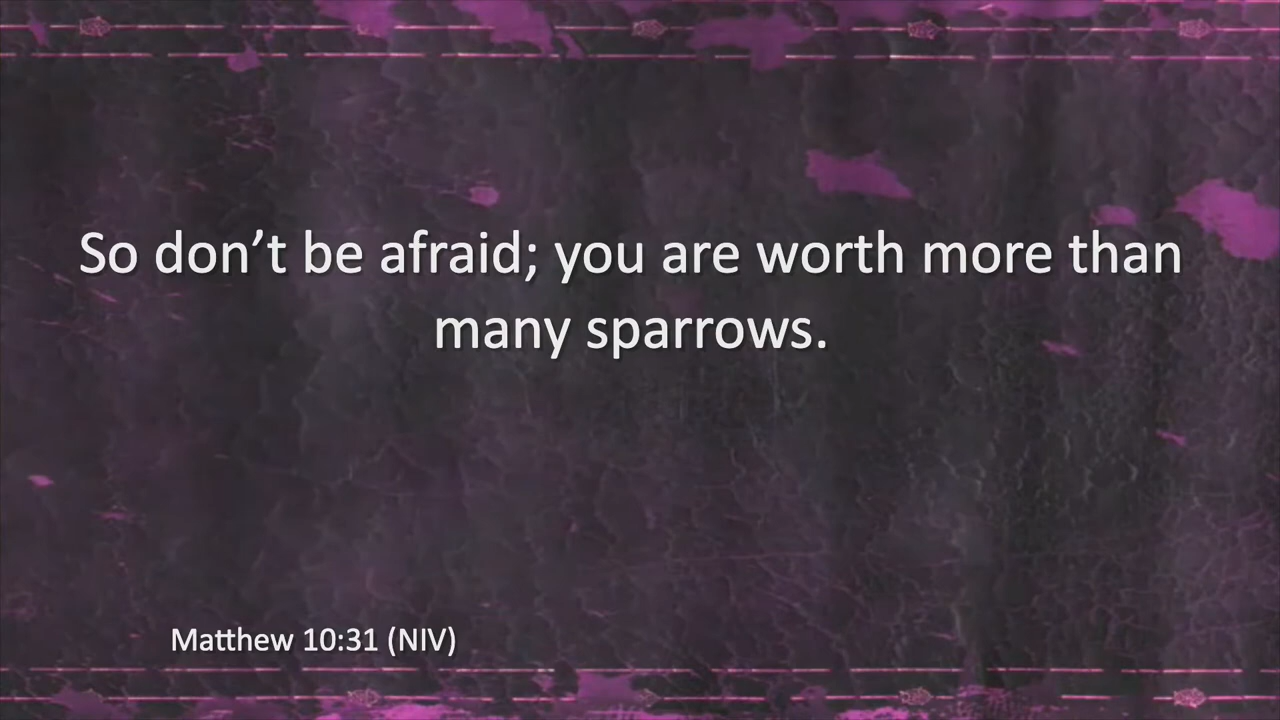 So don’t be afraid; you are worth more than
many sparrows.
Matthew 10:31 (NIV)